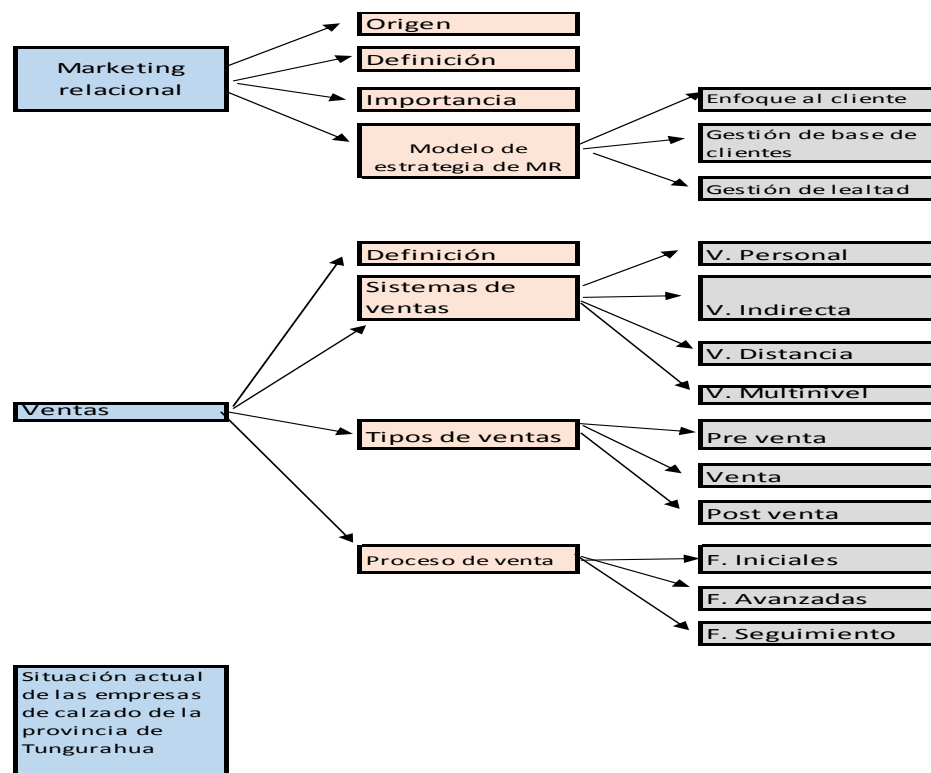 Origen
Marketing
relacional
Definición
Importancia
Modelo de
estrategia de MR
Enfoque al cliente
Gestión de base de
clientes
Gestión de lealtad
Ventas
Definición
Sistemas de
ventas
V. Personal
V. Indirecta
V. Distancia
V. Multinivel
Tipos de ventas
Pre venta
Venta
Post venta
Proceso de venta
F. Iniciales
F. Avanzadas
F. Seguimiento
Situación actual
de las empresas
de calzado de la
provincia de
Tungurahua